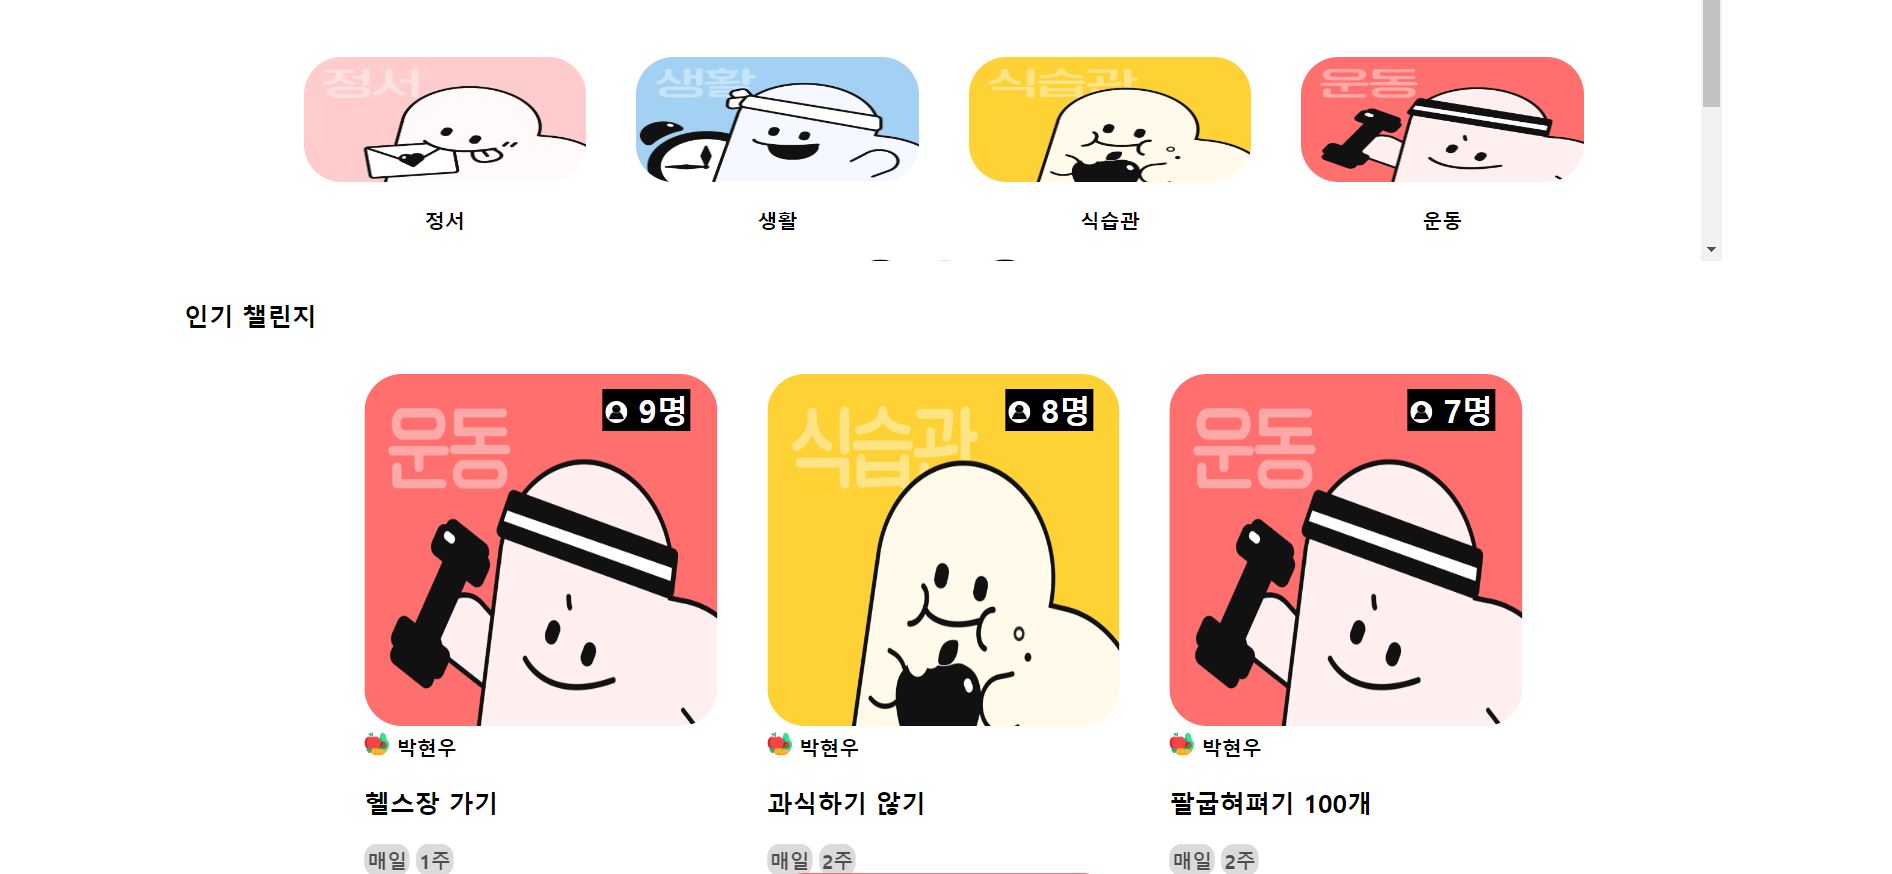 정서
생활
식습관
운동
정서
생활
식습관
운동
인기 챌린지
운동
9명
식습관
8명
운동
7명
박현우
박현우
박현우
헬스장 가기
과식하기 않기
팔굽혀펴기 100개
매일 1주
매일 2주
매일 2주